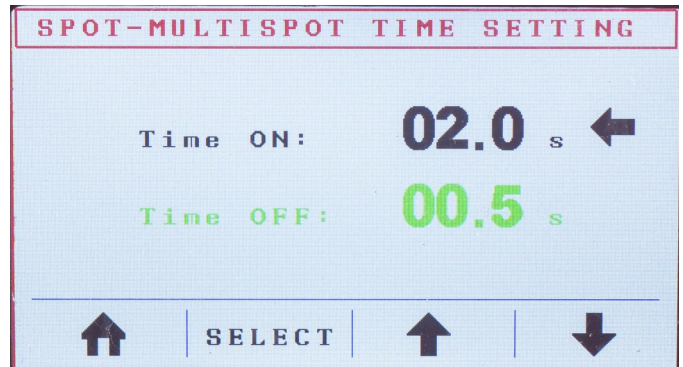 SPOT-MULTISPOT TIME SETTING
Time ON: 02.0 s
Time OFF: 00.5 s
SELECT